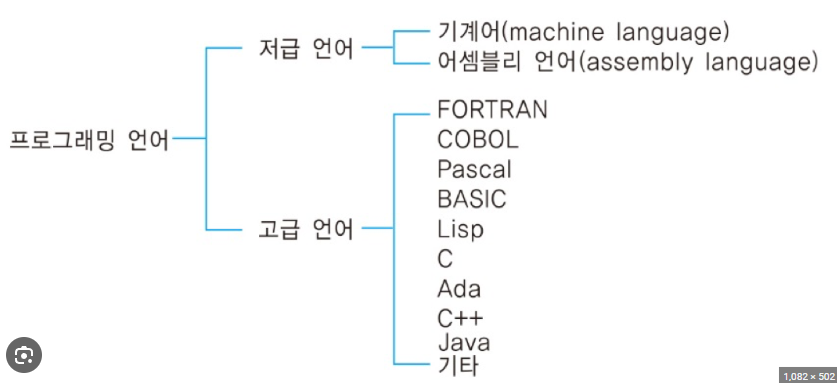 프로그래밍 언어
저급 언어
기계어(machine language)
어셈블리 언어(assembly language)
고급 언어
FORTRAN
COBOL
Pascal
BASIC
Lisp
C
Ada
C++
Java
기타
1,082 × 502